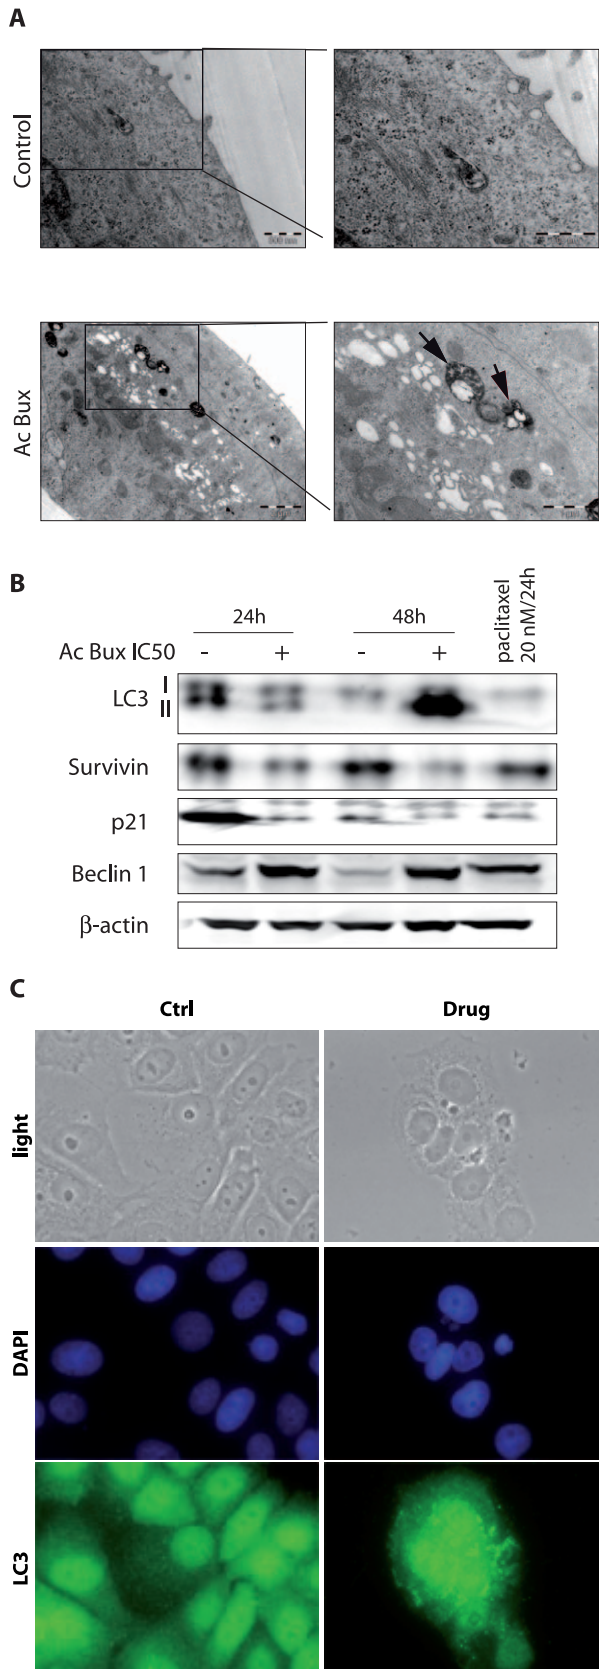 A
Control
Ac Bux
B
24h 48h paclitaxel
20 nM/24h
Ac Bux IC50 - + - +
LC3 I
II
Survivin
p21
Beclin 1
β-actin
C
Ctrl Drug
light
DAPI
LC3